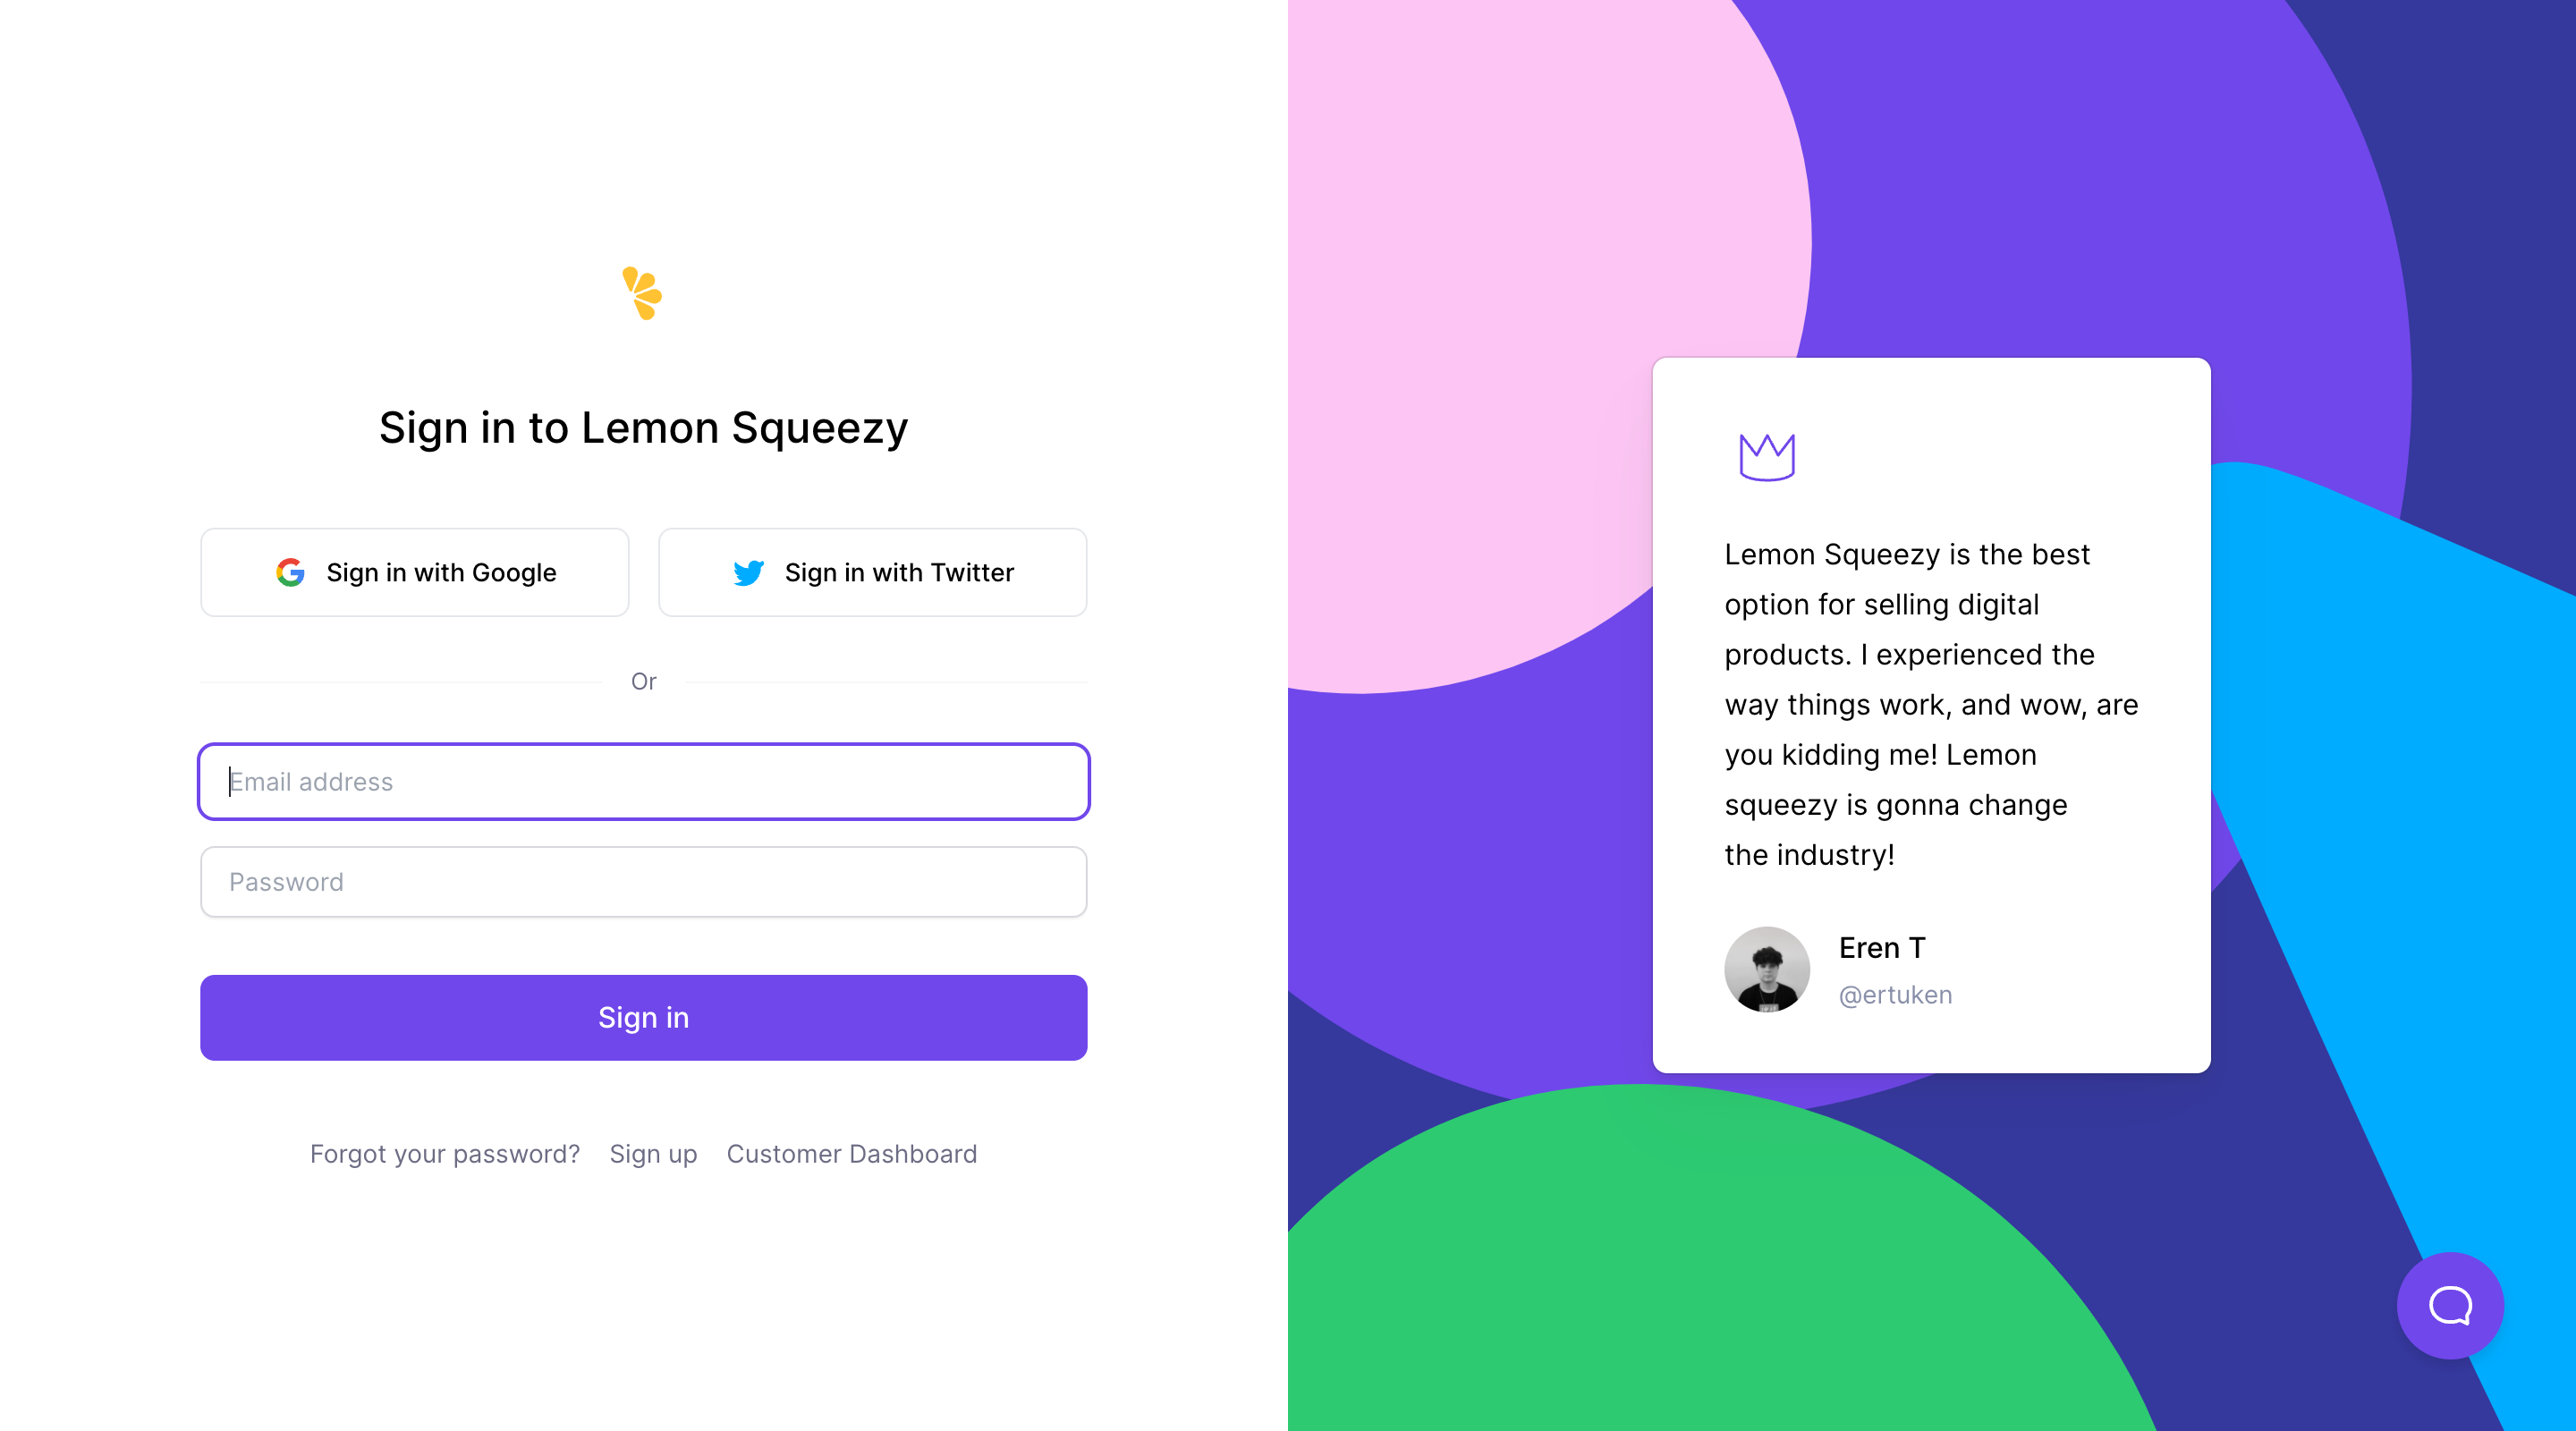 Sign in to Lemon Squeezy
Sign in with Google
Sign in with Twitter
Or
Email address
Password
Sign in
Forgot your password?
Sign up
Customer Dashboard
Lemon Squeezy is the best
option for selling digital
products. I experienced the
way things work, and wow, are
you kidding me! Lemon
squeezy is gonna change
the industry!
Eren T
@ertuken